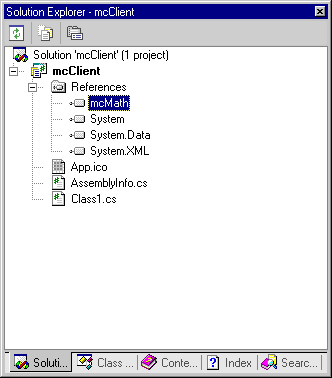 Solution Explorer - mcClient
Solution 'mcClient' (1 project)
mcClient
References
mcMath
System
System.Data
System.XML
App.ico
AssemblyInfo.cs
Class1.cs
Soluti... Class ... Conte... Index Searc...